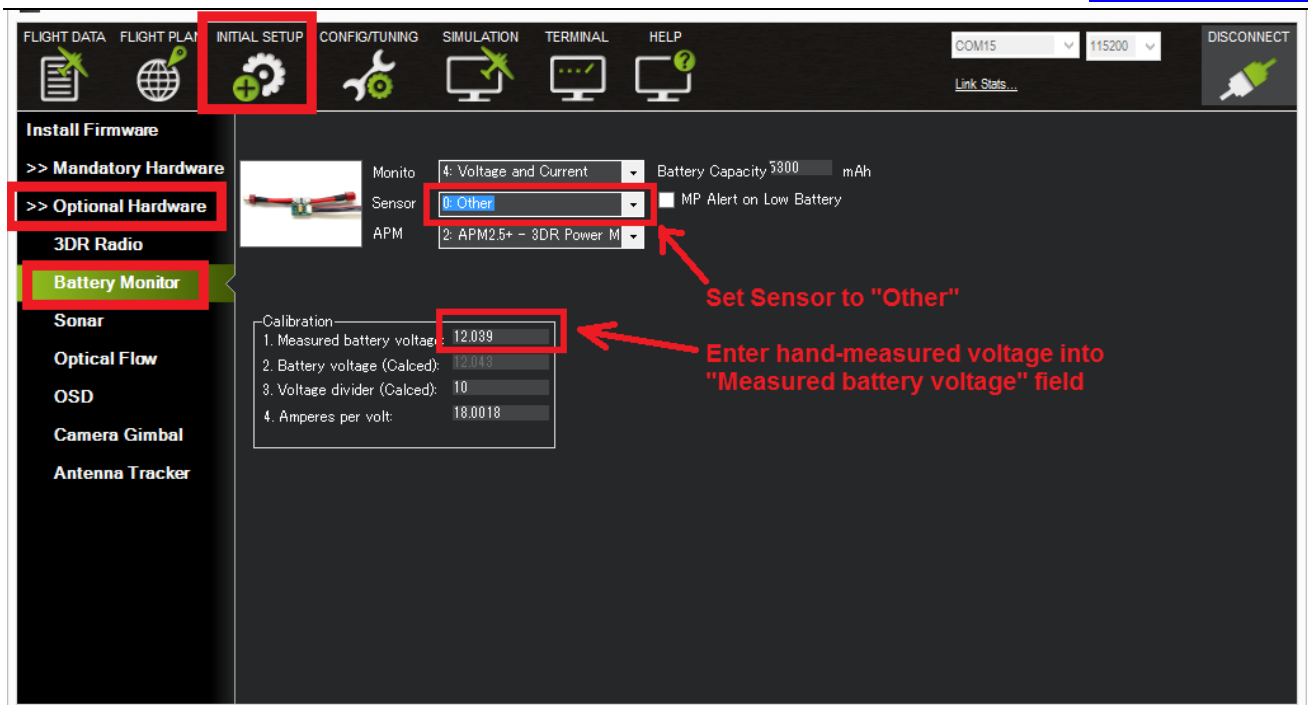 FLIGHT DATA FLIGHT PLAN INITIAL SETUP CONFIG/TUNING SIMULATION TERMINAL HELP
COM15 115200 DISCONNECT
Link Stats...
Install Firmware
>> Mandatory Hardware
>> Optional Hardware
3DR Radio
Battery Monitor
Sonar
Optical Flow
OSD
Camera Gimbal
Antenna Tracker
Monito 4: Voltage and Current Battery Capacity 5300 mAh
Sensor 0: Other MP Alert on Low Battery
APM 2: APM2.5+ - 3DR Power M
Set Sensor to "Other"
Calibration
1. Measured battery voltage: 12.039
2. Battery voltage (Calced): 12.043
3. Voltage divider (Calced): 10
4. Amperes per volt: 18.0018
Enter hand-measured voltage into
"Measured battery voltage" field